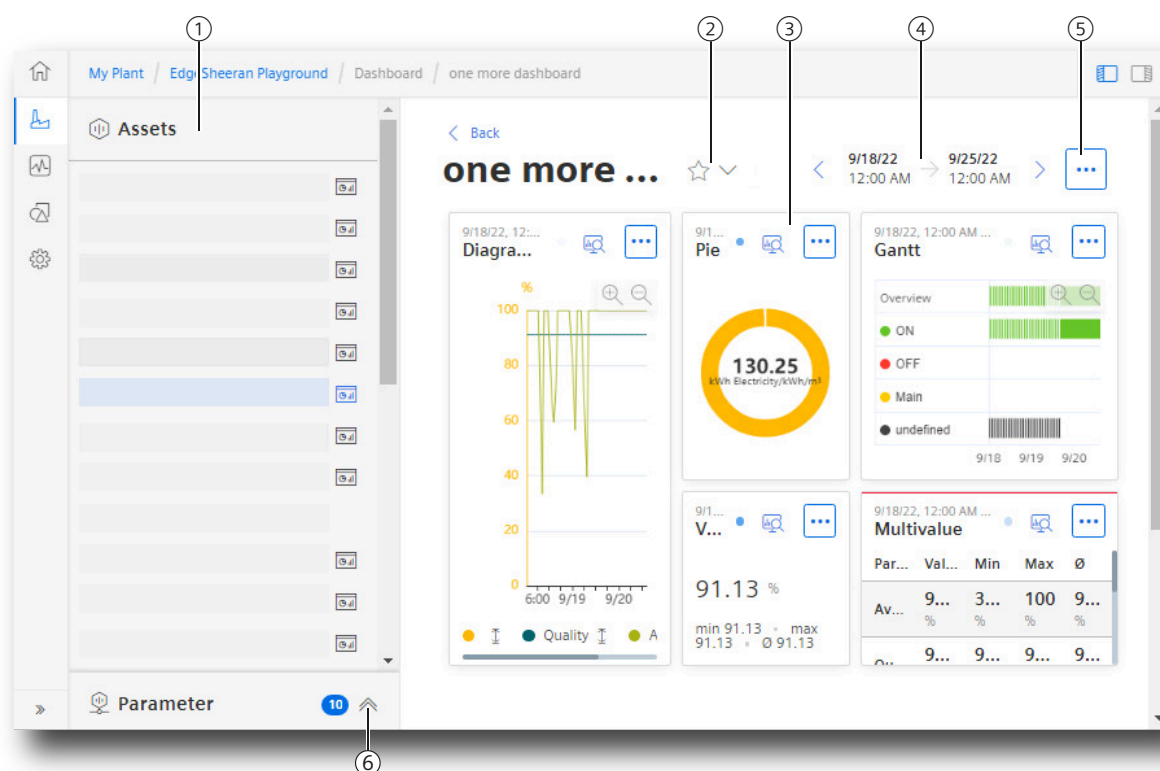 ① ② ③ ④ ⑤
My Plant / EdgeSheeran Playground / Dashboard / one more dashboard
Assets
< Back
one more ...
9/18/22 → 9/25/22
12:00 AM 12:00 AM
9/18/22, 12:...
Diagra...
%
100
80
60
40
20
0
6:00 9/19 9/20
Quality A
9/1...
Pie
130.25
kWh Electricity/kWh/m³
9/18/22, 12:00 AM ...
Gantt
Overview
ON
OFF
Main
undefined
9/18 9/19 9/20
9/1...
V...
91.13 %
min 91.13 max
91.13 Ø 91.13
9/18/22, 12:00 AM ...
Multivalue
Par... Val... Min Max Ø
Av... 9... 3... 100 9...
% % % %
9... 9... 9... 9...
Parameter 10
⑥